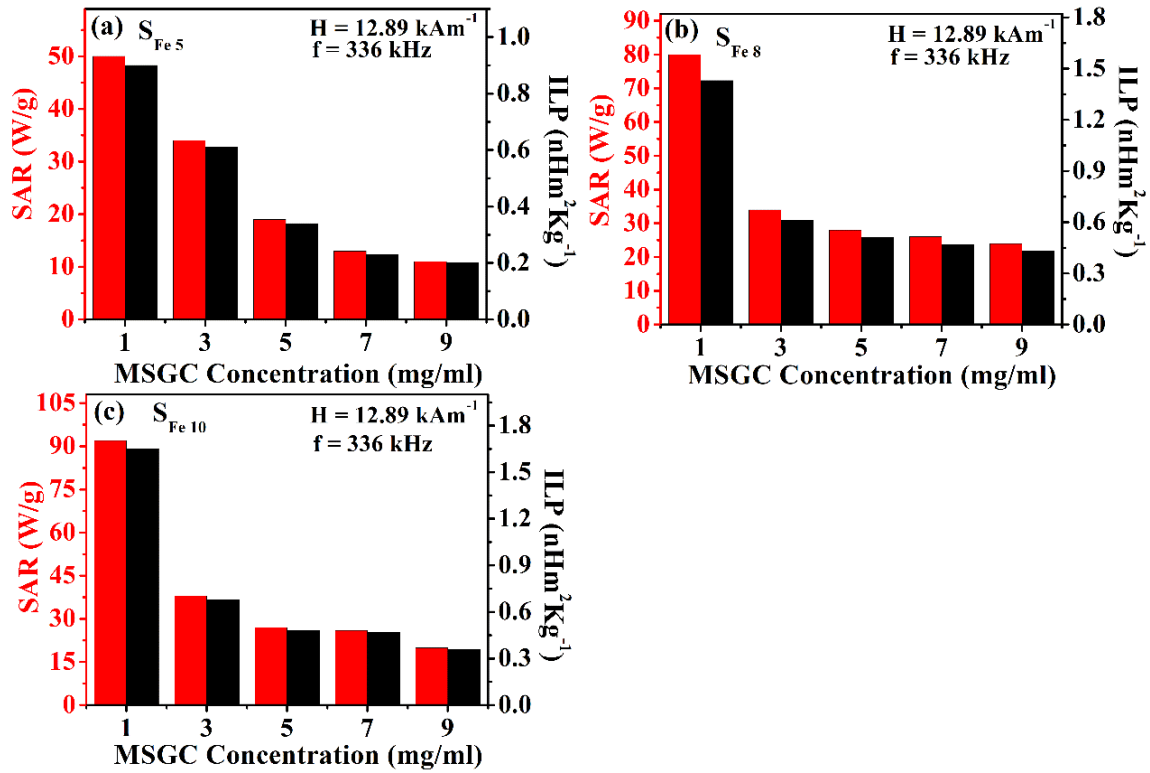 (a)
S Fe 5
H = 12.89 kAm⁻¹
f = 336 kHz
SAR (W/g)
50
40
30
20
10
0
1.0
0.8
0.6
0.4
0.2
0.0
ILP (nHm²Kg⁻¹)
1 3 5 7 9
MSGC Concentration (mg/ml)
(b)
S Fe 8
H = 12.89 kAm⁻¹
f = 336 kHz
SAR (W/g)
90
80
70
60
50
40
30
20
10
0
1.8
1.5
1.2
0.9
0.6
0.3
0.0
ILP (nHm²Kg⁻¹)
1 3 5 7 9
MSGC Concentration (mg/ml)
(c)
S Fe 10
H = 12.89 kAm⁻¹
f = 336 kHz
SAR (W/g)
105
90
75
60
45
30
15
0
1.8
1.5
1.2
0.9
0.6
0.3
0.0
ILP (nHm²Kg⁻¹)
1 3 5 7 9
MSGC Concentration (mg/ml)